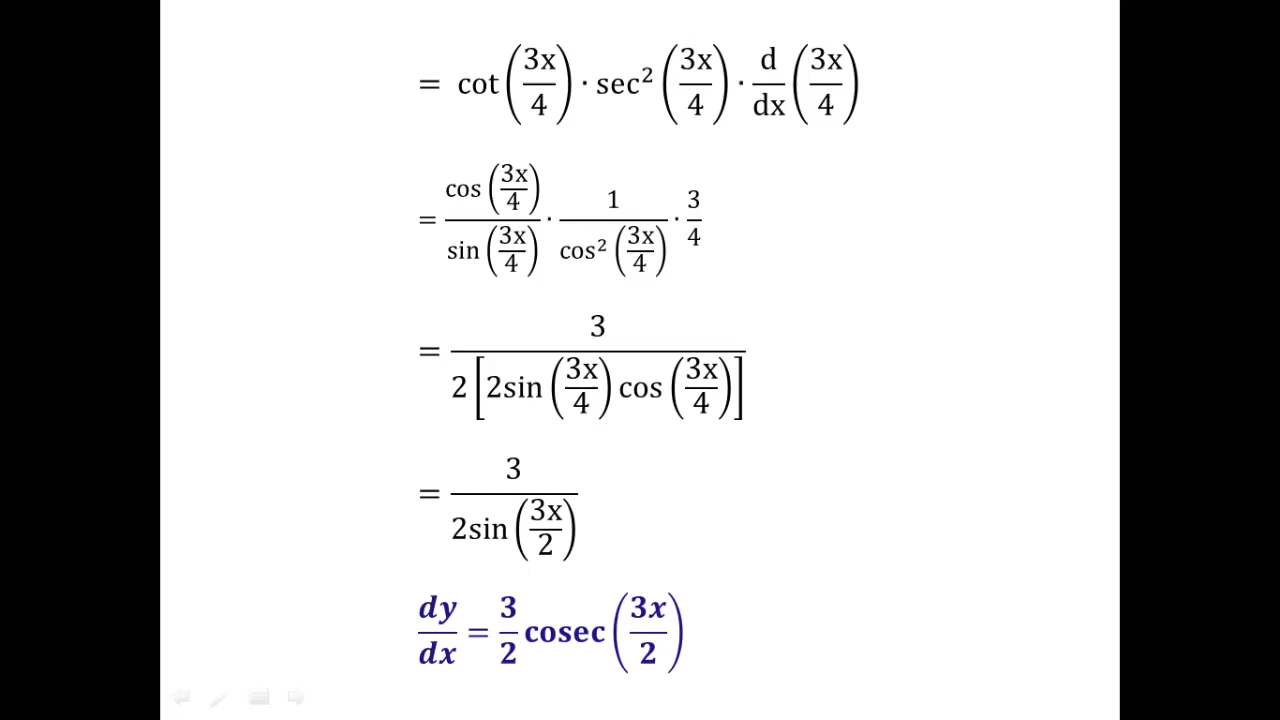 = cot(3x/4) · sec²(3x/4) · d/dx(3x/4)
= cos(3x/4)/sin(3x/4) · 1/cos²(3x/4) · 3/4
= 3/2[2sin(3x/4)cos(3x/4)]
= 3/2sin(3x/2)
dy/dx = 3/2 cosec(3x/2)